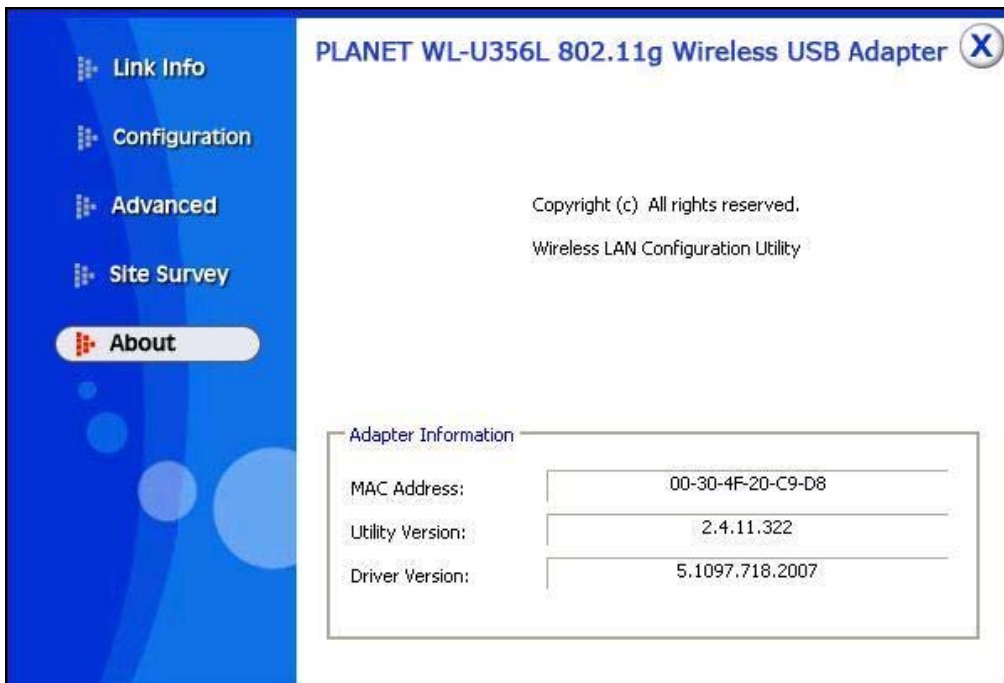 Link Info
Configuration
Advanced
Site Survey
About
PLANET WL-U356L 802.11g Wireless USB Adapter
X
Copyright (c) All rights reserved.
Wireless LAN Configuration Utility
Adapter Information
MAC Address: 00-30-4F-20-C9-D8
Utility Version: 2.4.11.322
Driver Version: 5.1097.718.2007